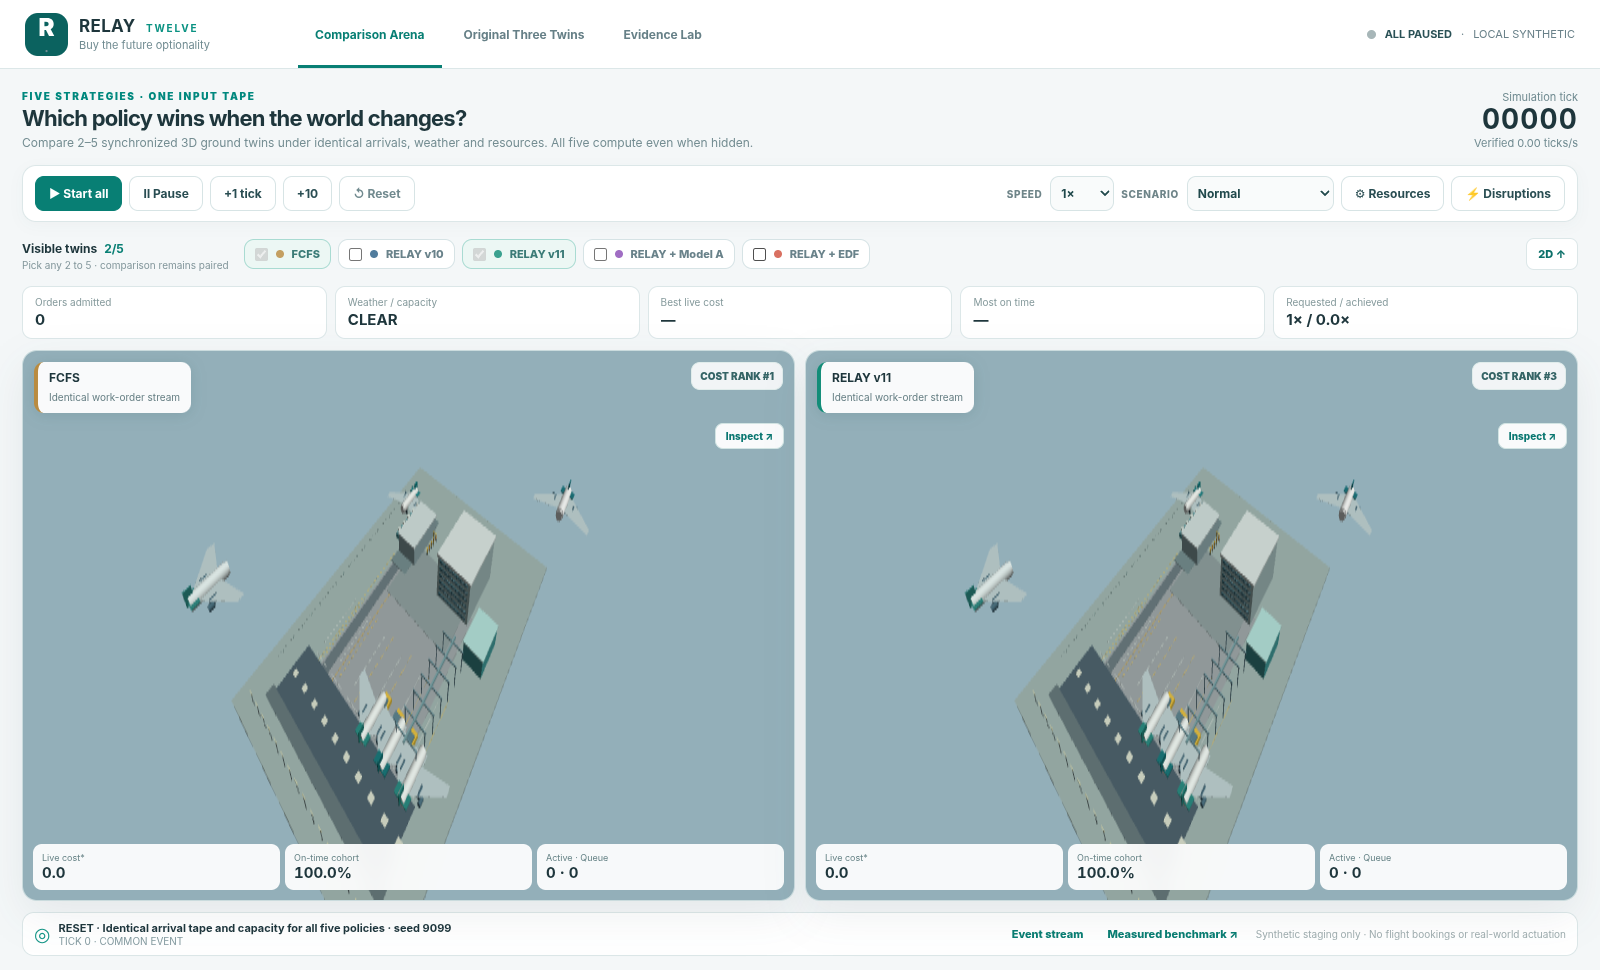 R
RELAY TWELVE
Buy the future optionality
Comparison Arena
Original Three Twins
Evidence Lab
ALL PAUSED · LOCAL SYNTHETIC
FIVE STRATEGIES · ONE INPUT TAPE
Which policy wins when the world changes?
Compare 2–5 synchronized 3D ground twins under identical arrivals, weather and resources. All five compute even when hidden.
Simulation tick
00000
Verified 0.00 ticks/s
▶ Start all
II Pause
+1 tick
+10
↺ Reset
SPEED
1×
SCENARIO
Normal
⚙ Resources
⚡ Disruptions
Visible twins 2/5
Pick any 2 to 5 · comparison remains paired
FCFS
RELAY v10
RELAY v11
RELAY + Model A
RELAY + EDF
2D ↑
Orders admitted
0
Weather / capacity
CLEAR
Best live cost
—
Most on time
—
Requested / achieved
1× / 0.0×
FCFS
Identical work-order stream
COST RANK #1
Inspect ↗
Live cost*
0.0
On-time cohort
100.0%
Active · Queue
0 · 0
RELAY v11
Identical work-order stream
COST RANK #3
Inspect ↗
Live cost*
0.0
On-time cohort
100.0%
Active · Queue
0 · 0
RESET · Identical arrival tape and capacity for all five policies · seed 9099
TICK 0 · COMMON EVENT
Event stream
Measured benchmark ↗
Synthetic staging only · No flight bookings or real-world actuation